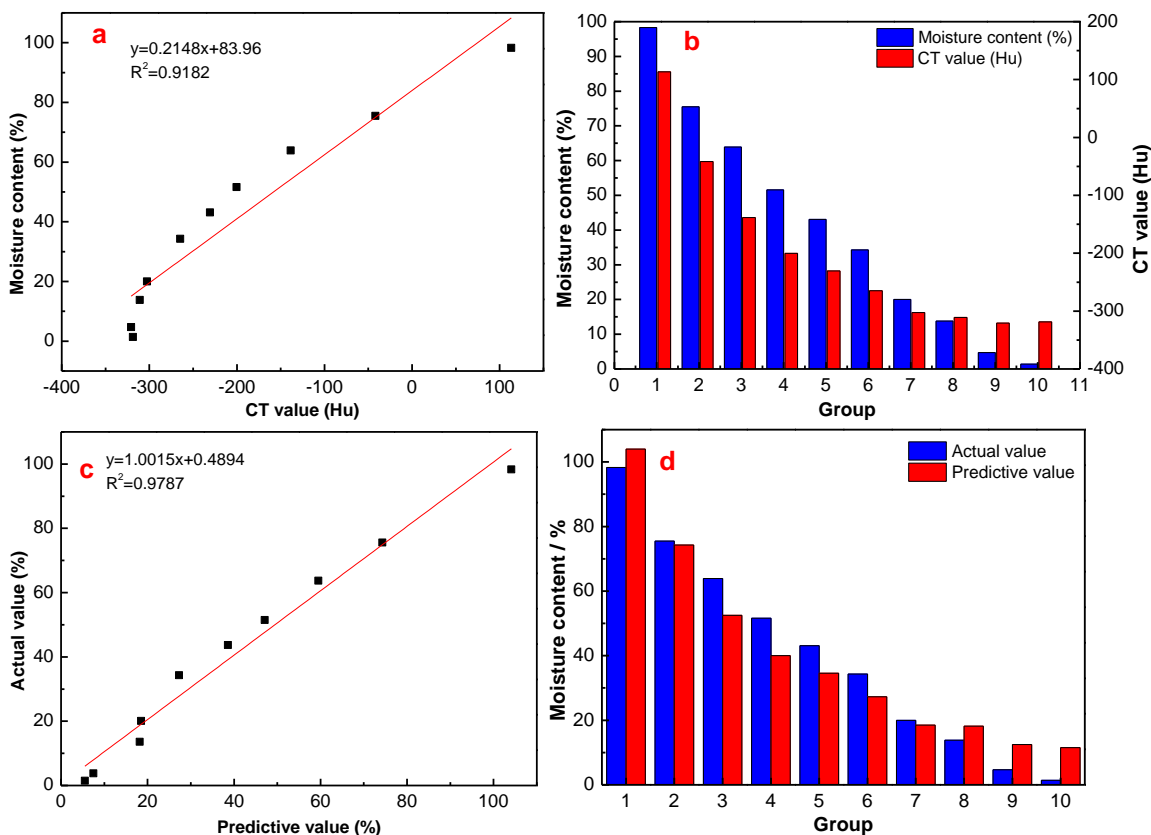 a
y=0.2148x+83.96
R²=0.9182
100
80
60
40
20
0
Moisture content (%)
-400 -300 -200 -100 0 100
CT value (Hu)
b
Moisture content (%)
CT value (Hu)
100
90
80
70
60
50
40
30
20
10
0
Moisture content (%)
200
100
0
-100
-200
-300
-400
CT value (Hu)
0 1 2 3 4 5 6 7 8 9 10 11
Group
c
y=1.0015x+0.4894
R²=0.9787
100
80
60
40
20
0
Actual value (%)
0 20 40 60 80 100
Predictive value (%)
d
Actual value
Predictive value
100
80
60
40
20
0
Moisture content / %
1 2 3 4 5 6 7 8 9 10
Group